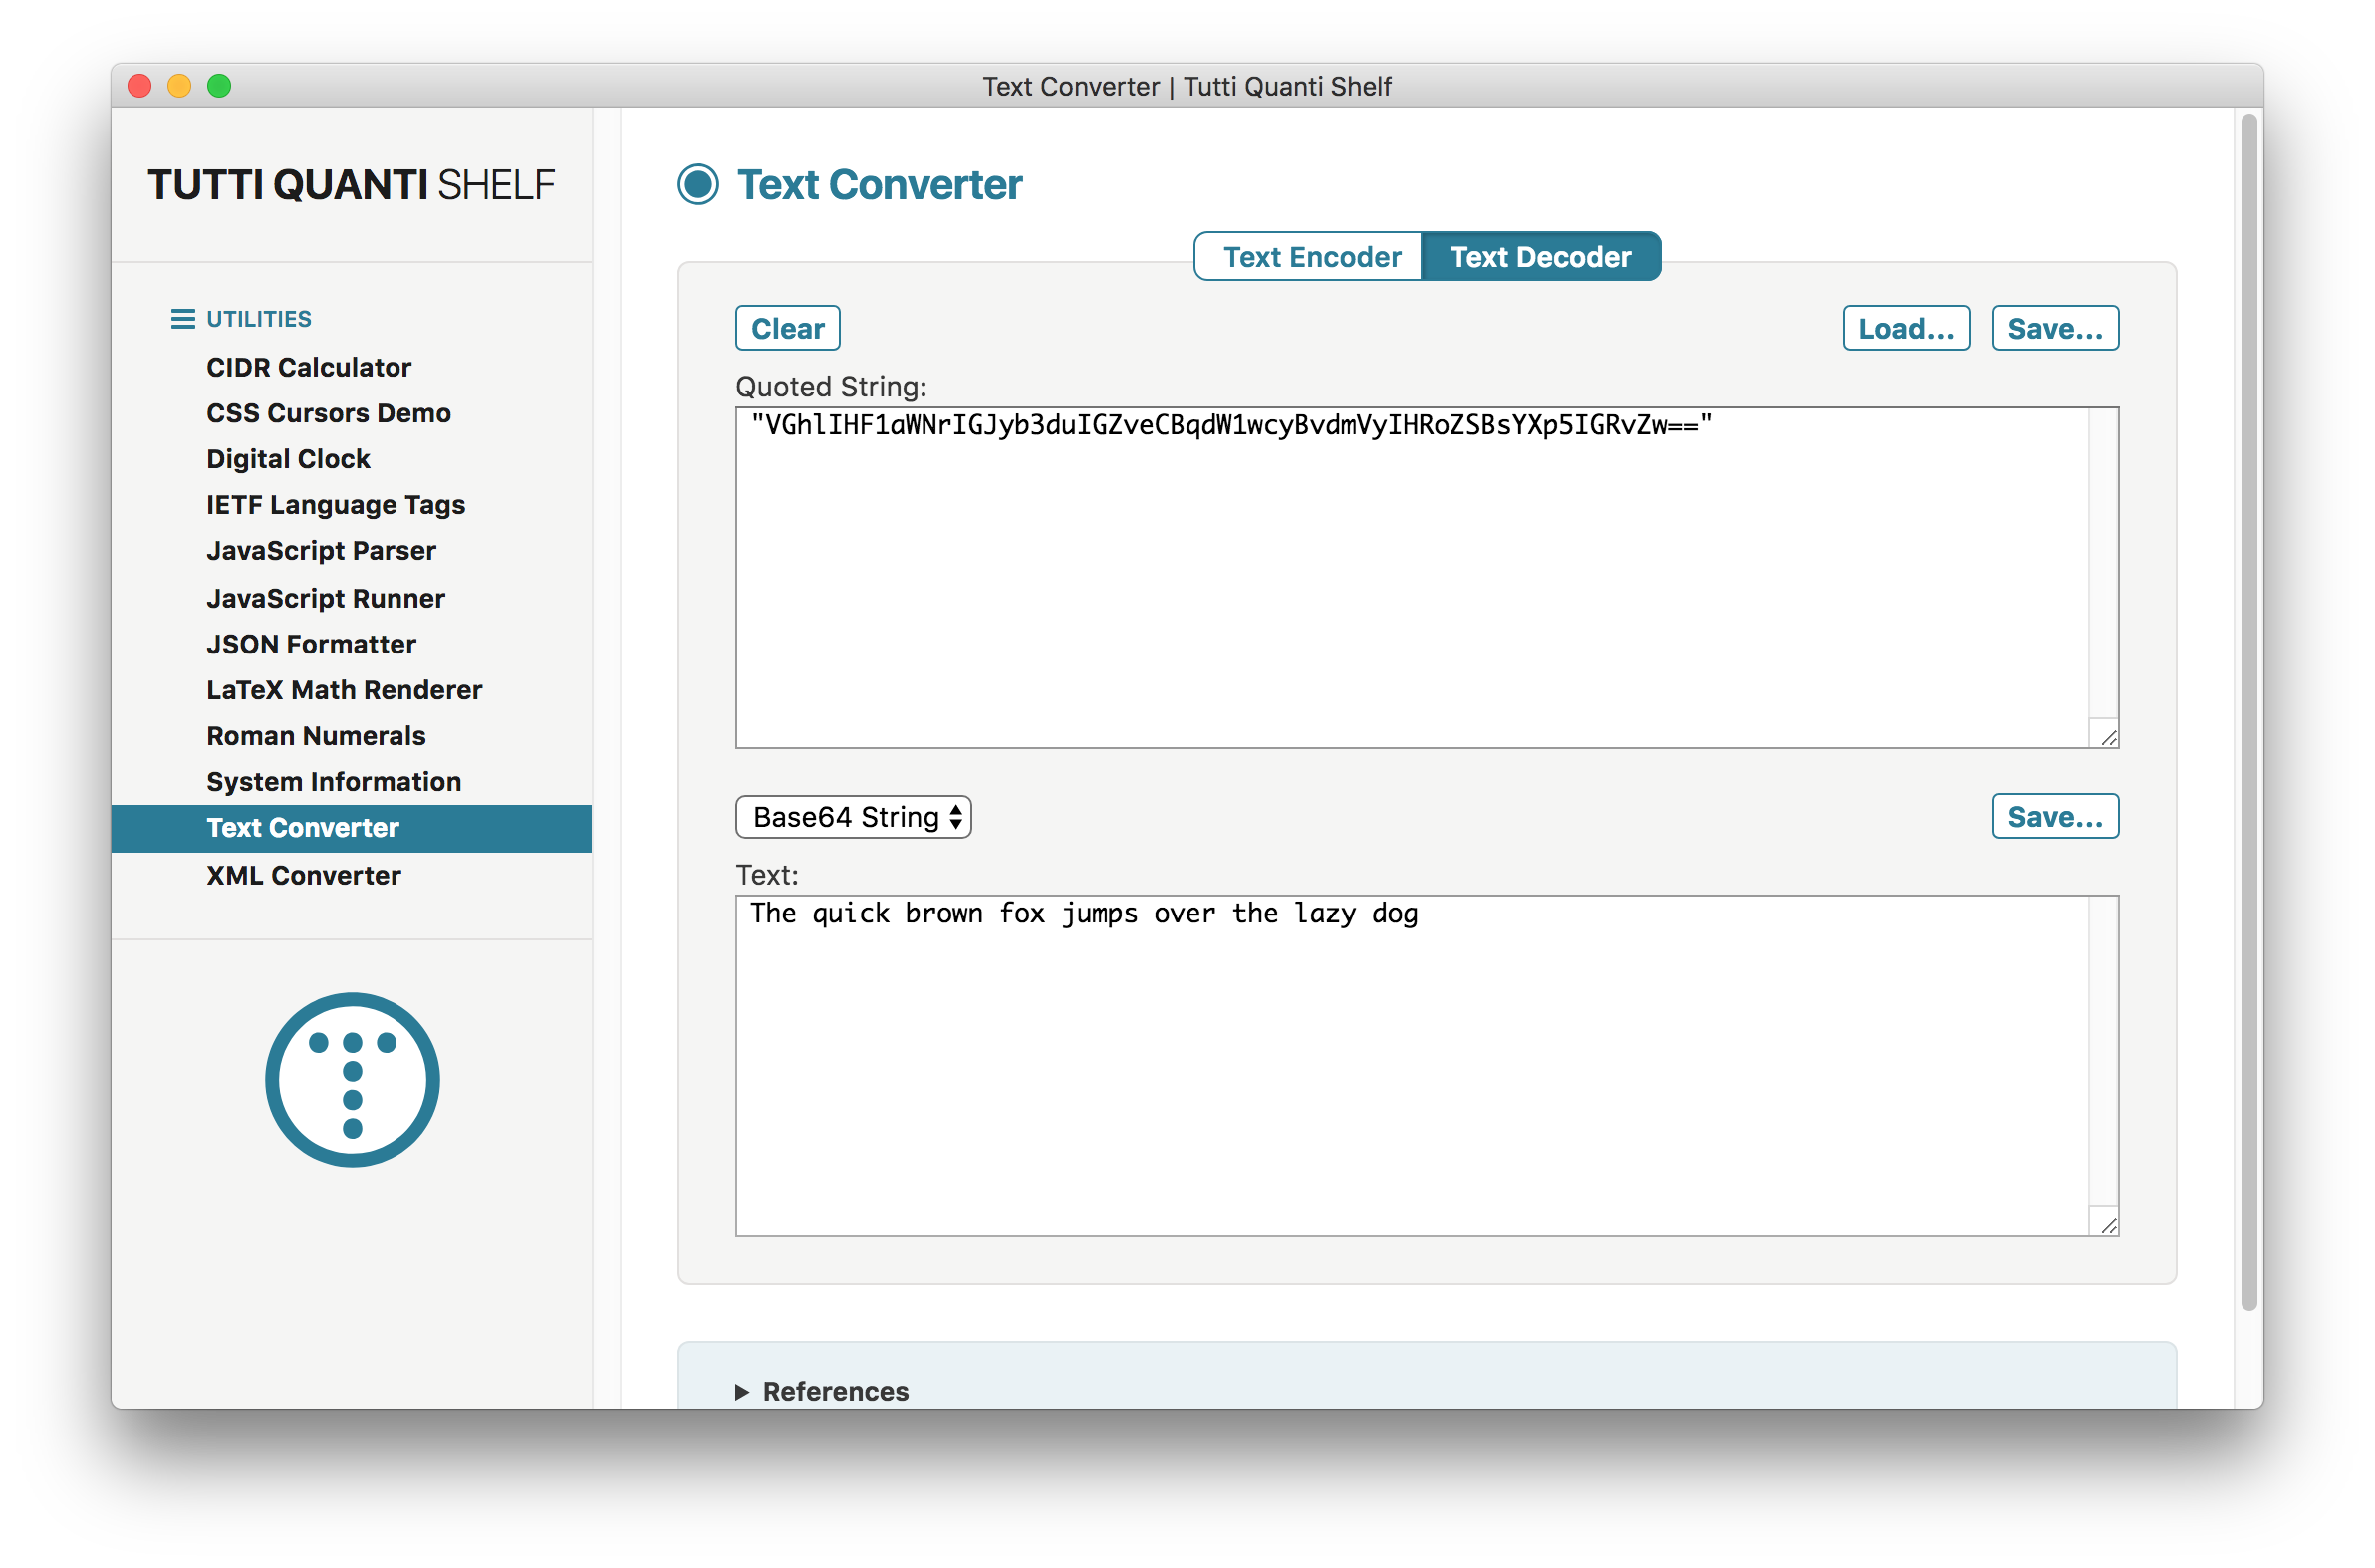 Text Converter | Tutti Quanti Shelf
TUTTI QUANTI SHELF
UTILITIES
CIDR Calculator
CSS Cursors Demo
Digital Clock
IETF Language Tags
JavaScript Parser
JavaScript Runner
JSON Formatter
LaTeX Math Renderer
Roman Numerals
System Information
Text Converter
XML Converter
Text Converter
Text Encoder Text Decoder
Clear Load... Save...
Quoted String:
"VGhlIHF1aWNrIGJyb3duIGZveCBqdW1wcyBvdmVyIHRoZSBsYXp5IGRvZw=="
Base64 String Save...
Text:
The quick brown fox jumps over the lazy dog
References